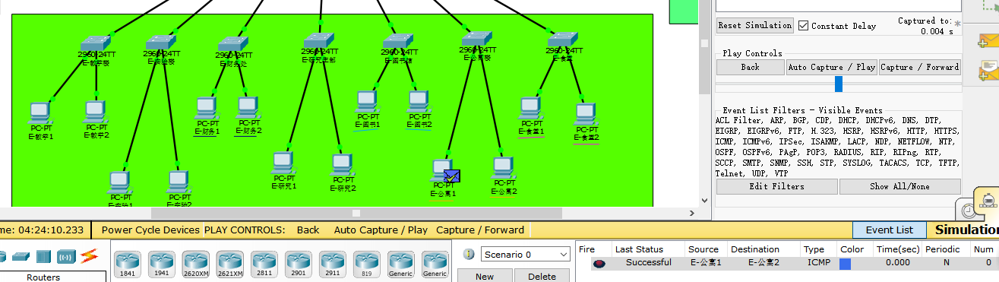 2960-24TT
E-教学楼
2960-24TT
E-实验楼
2960-24TT
E-财务处
2960-24TT
E-研究生部
2960-24TT
E-图书馆
2960-24TT
E-公寓楼
2960-24TT
E-食堂
PC-PT
E-教学1
PC-PT
E-教学2
PC-PT
E-财务1
PC-PT
E-财务2
PC-PT
E-图书1
PC-PT
E-图书2
PC-PT
E-食堂1
PC-PT
E-食堂2
PC-PT
E-实验1
PC-PT
E-实验2
PC-PT
E-研究1
PC-PT
E-研究2
PC-PT
E-公寓1
PC-PT
E-公寓2
Reset Simulation
Constant Delay
Captured to:
0.004 s
*
Play Controls
Back
Auto Capture / Play
Capture / Forward
Event List Filters - Visible Events
ACL Filter, ARP, BGP, CDP, DHCP, DHCPv6, DNS, DTP,
EIGRP, EIGRPv6, FTP, H.323, HSRP, HSRPv6, HTTP, HTTPS,
ICMP, ICMPv6, IPSec, ISAKMP, LACP, NDP, NETFLOW, NTP,
OSPF, OSPFv6, PAgP, POP3, RADIUS, RIP, RIPng, RTP,
SCCP, SMTP, SNMP, SSH, STP, SYSLOG, TACACS, TCP, TFTP,
Telnet, UDP, VTP
Edit Filters
Show All/None
me: 04:24:10.233
Power Cycle Devices
PLAY CONTROLS:
Back
Auto Capture / Play
Capture / Forward
Event List
Simulation
Routers
1841
1941
2620XM
2621XM
2811
2901
2911
819
Generic
Generic
Scenario 0
New
Delete
Fire Last Status Source Destination Type Color Time(sec) Periodic Num
Successful E-公寓1 E-公寓2 ICMP 0.000 N 0